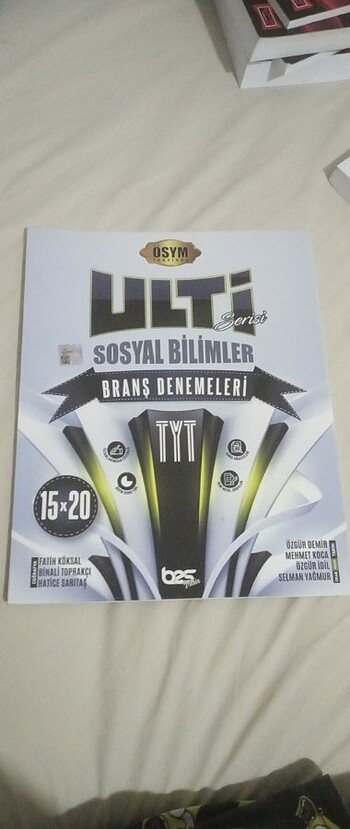 ÖSYM
ULTİ
Serisi
SOSYAL BİLİMLER
BRANŞ DENEMELERİ
TYT
15x20
FATİH KÖKSAL
BİNALİ TOPRAKÇI
HATİCE SARITAŞ
b2s
ÖZGÜR DEMİR
MEHMET KOCA
ÖZGÜR İDİL
SELMAN YAĞMUR